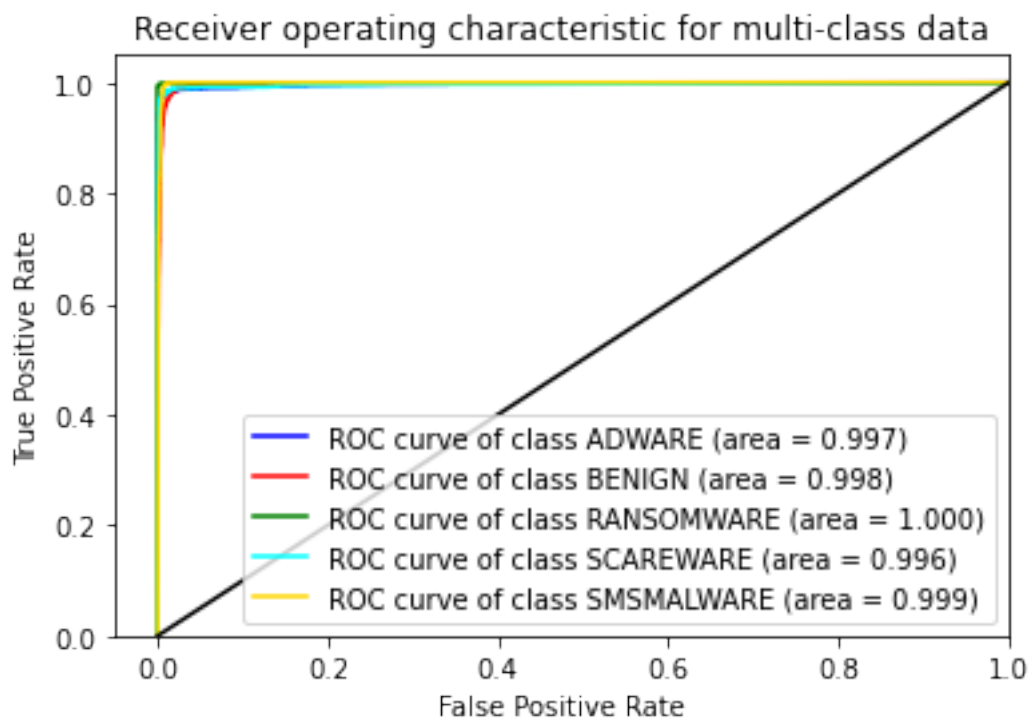 Receiver operating characteristic for multi-class data
1.0
0.8
0.6
0.4
0.2
0.0
True Positive Rate
ROC curve of class ADWARE (area = 0.997)
ROC curve of class BENIGN (area = 0.998)
ROC curve of class RANSOMWARE (area = 1.000)
ROC curve of class SCAREWARE (area = 0.996)
ROC curve of class SMSMALWARE (area = 0.999)
0.0 0.2 0.4 0.6 0.8 1.0
False Positive Rate